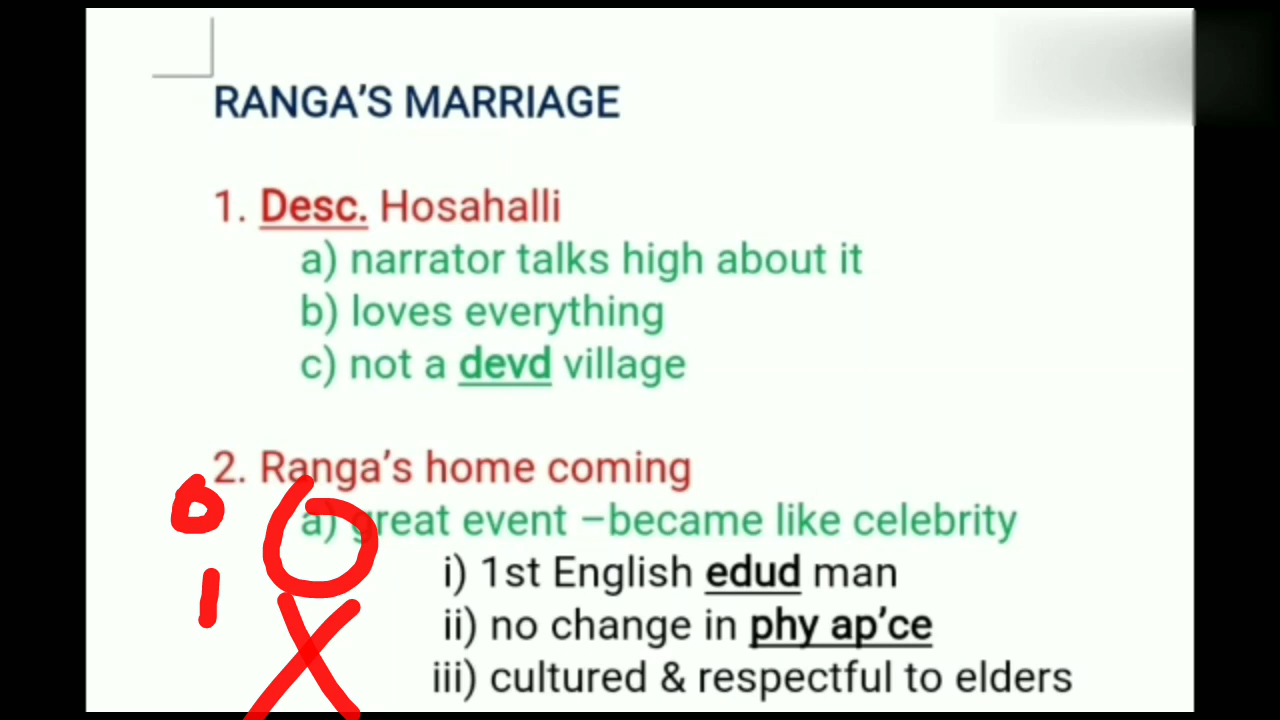 RANGA’S MARRIAGE
1. Desc. Hosahalli
a) narrator talks high about it
b) loves everything
c) not a devd village
2. Ranga’s home coming
a) great event –became like celebrity
i) 1st English edud man
ii) no change in phy ap’ce
iii) cultured & respectful to elders